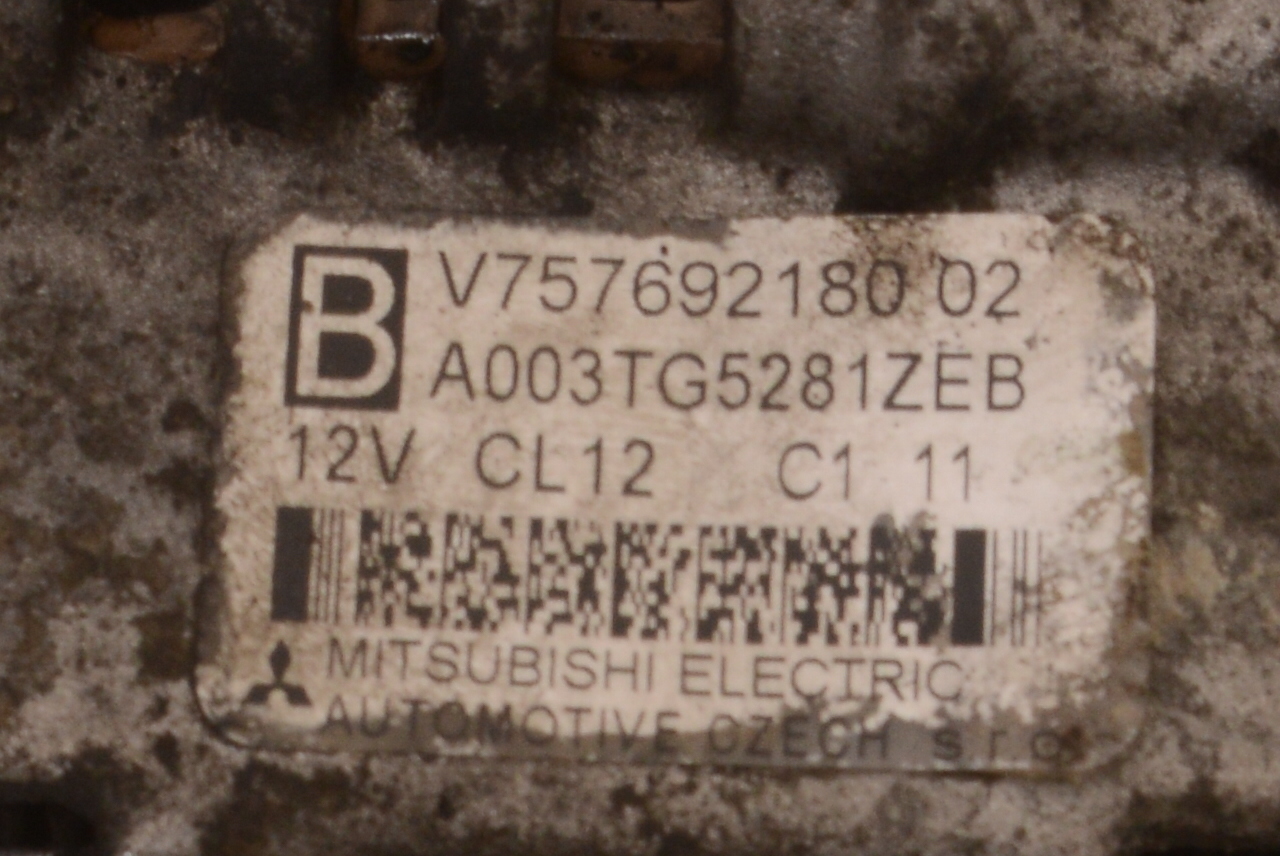 B V757692180 02
A003TG5281ZEB
12V CL12 C1 11
MITSUBISHI ELECTRIC
AUTOMOTIVE CZECH s r o